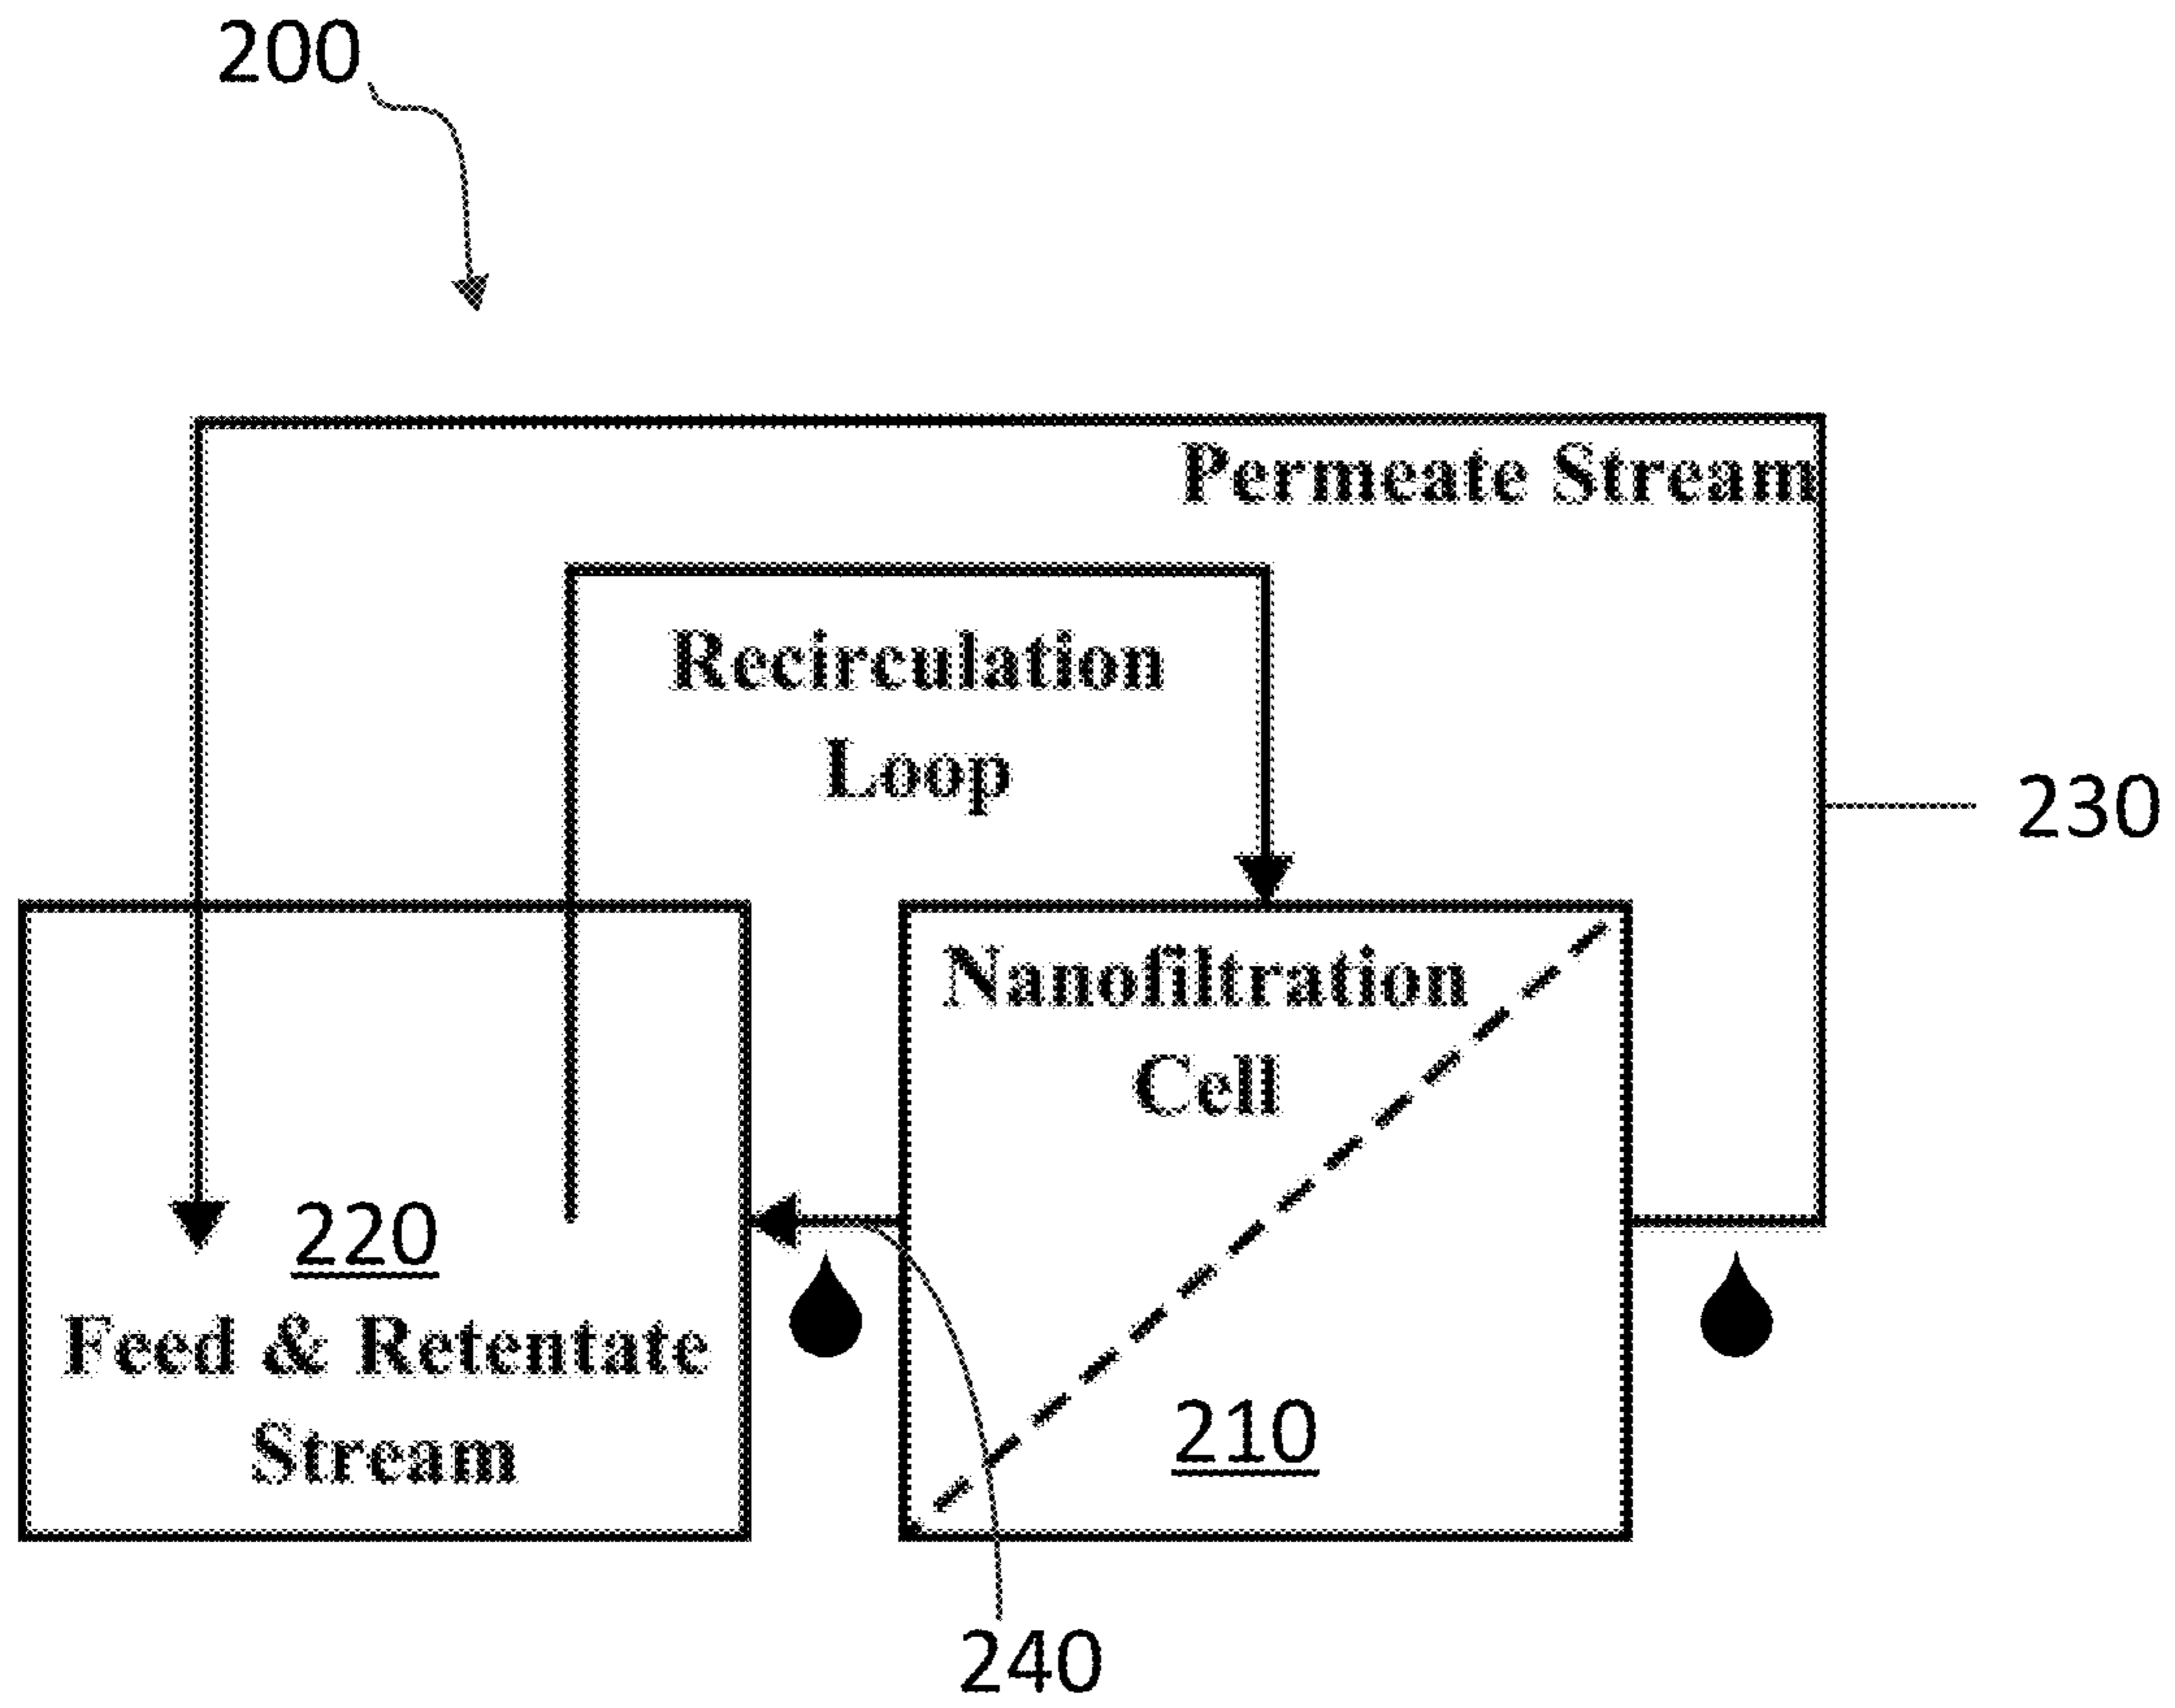 200
Permeate Stream
Recirculation
Loop
230
Nanofiltration
Cell
220
Feed & Retentate
Stream
210
240